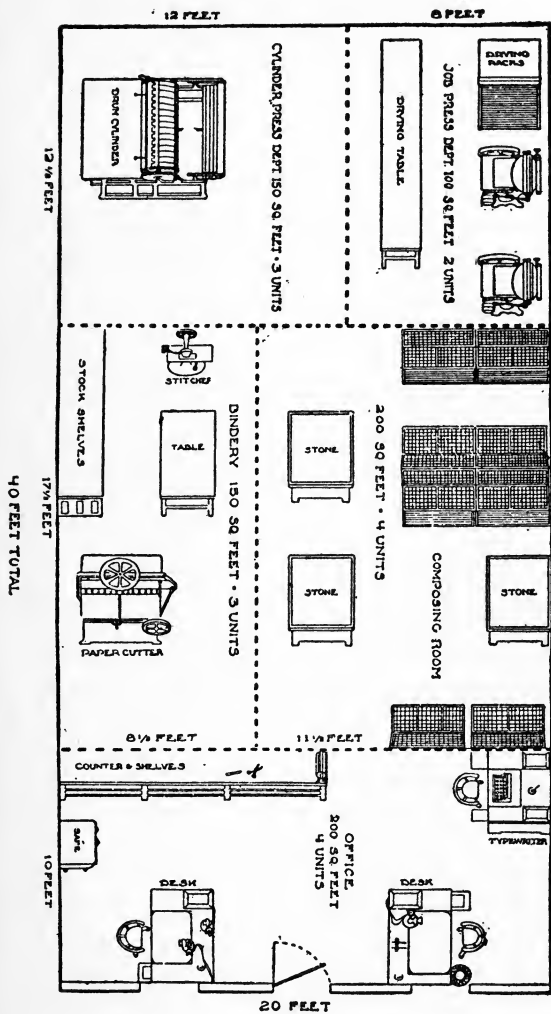 12 FEET
8 FEET
DRYING
RACKS
JOB PRESS DEPT. 100 SQ. FEET 2 UNITS
DRYING TABLE
CYLINDER PRESS DEPT 150 SQ. FEET • 3 UNITS
DRUM CYLINDER
12 1/2 FEET
STITCHER
STOCK SHELVES
TABLE
DINDERY 150 SQ FEET • 3 UNITS
STONE
200 SQ FEET • 4 UNITS
COMPOSING ROOM
STONE
STONE
PAPER CUTTER
17 1/2 FEET
40 FEET TOTAL
8 1/2 FEET
11 1/2 FEET
COUNTER & SHELVES
TYPEWRITER
SAFE
OFFICE
200 SQ. FEET
4 UNITS
10 FEET
DESK
DESK
20 FEET